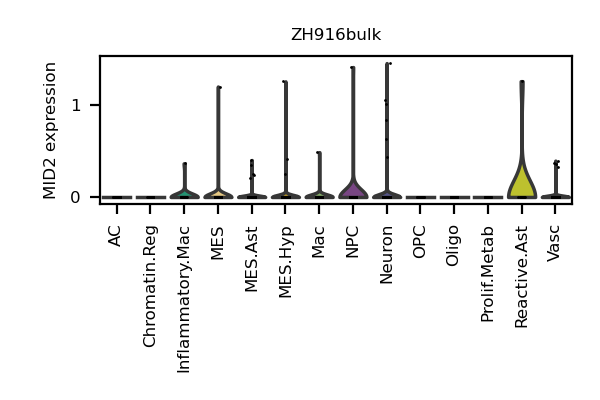 ZH916bulk
MID2 expression
1
0
AC
Chromatin.Reg
Inflammatory.Mac
MES
MES.Ast
MES.Hyp
Mac
NPC
Neuron
OPC
Oligo
Prolif.Metab
Reactive.Ast
Vasc